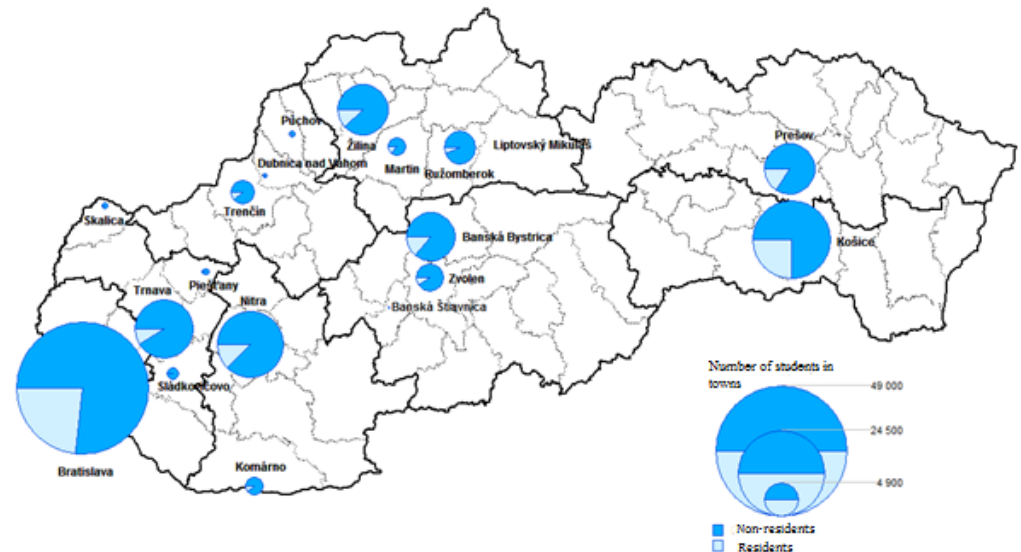 Púchov
Žilina
Martin
Ružomberok
Liptovský Mikuláš
Dubnica nad Váhom
Trenčín
Skalica
Prešov
Košice
Banská Bystrica
Zvolen
Banská Štiavnica
Piešťany
Trnava
Nitra
Sládkovičovo
Bratislava
Komárno
Number of students in
towns
49 000
24 500
4 900
Non-residents
Residents